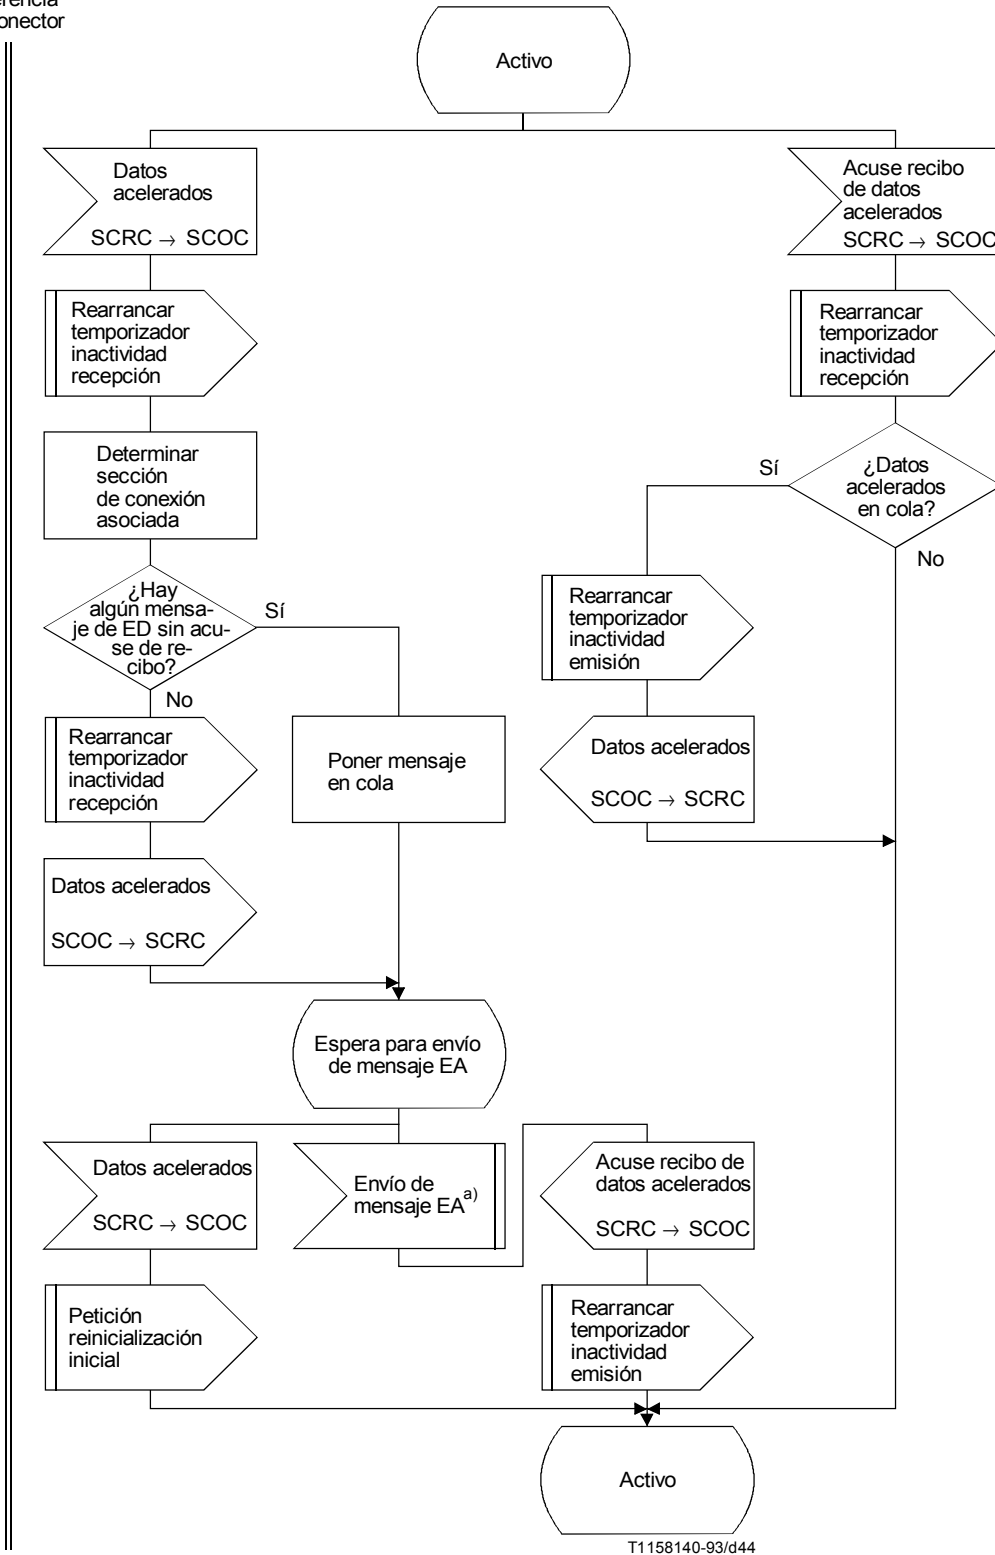 onector
Activo
Datos
acelerados
SCRC → SCOC
Rearrancar
temporizador
inactividad
recepción
Determinar
sección
de conexión
asociada
¿Hay
algún mensa-
je de ED sin acu-
se de re-
cibo?
Sí
No
Rearrancar
temporizador
inactividad
recepción
Datos acelerados
SCOC → SCRC
Poner mensaje
en cola
Acuse recibo
de datos
acelerados
SCRC → SCOC
Rearrancar
temporizador
inactividad
recepción
¿Datos
acelerados
en cola?
Sí
No
Rearrancar
temporizador
inactividad
emisión
Datos acelerados
SCOC → SCRC
Espera para envío
de mensaje EA
Datos acelerados
SCRC → SCOC
Petición
reinicialización
inicial
Envío de
mensaje EA a)
Acuse recibo de
datos acelerados
SCRC → SCOC
Rearrancar
temporizador
inactividad
emisión
Activo
T1158140-93/d44